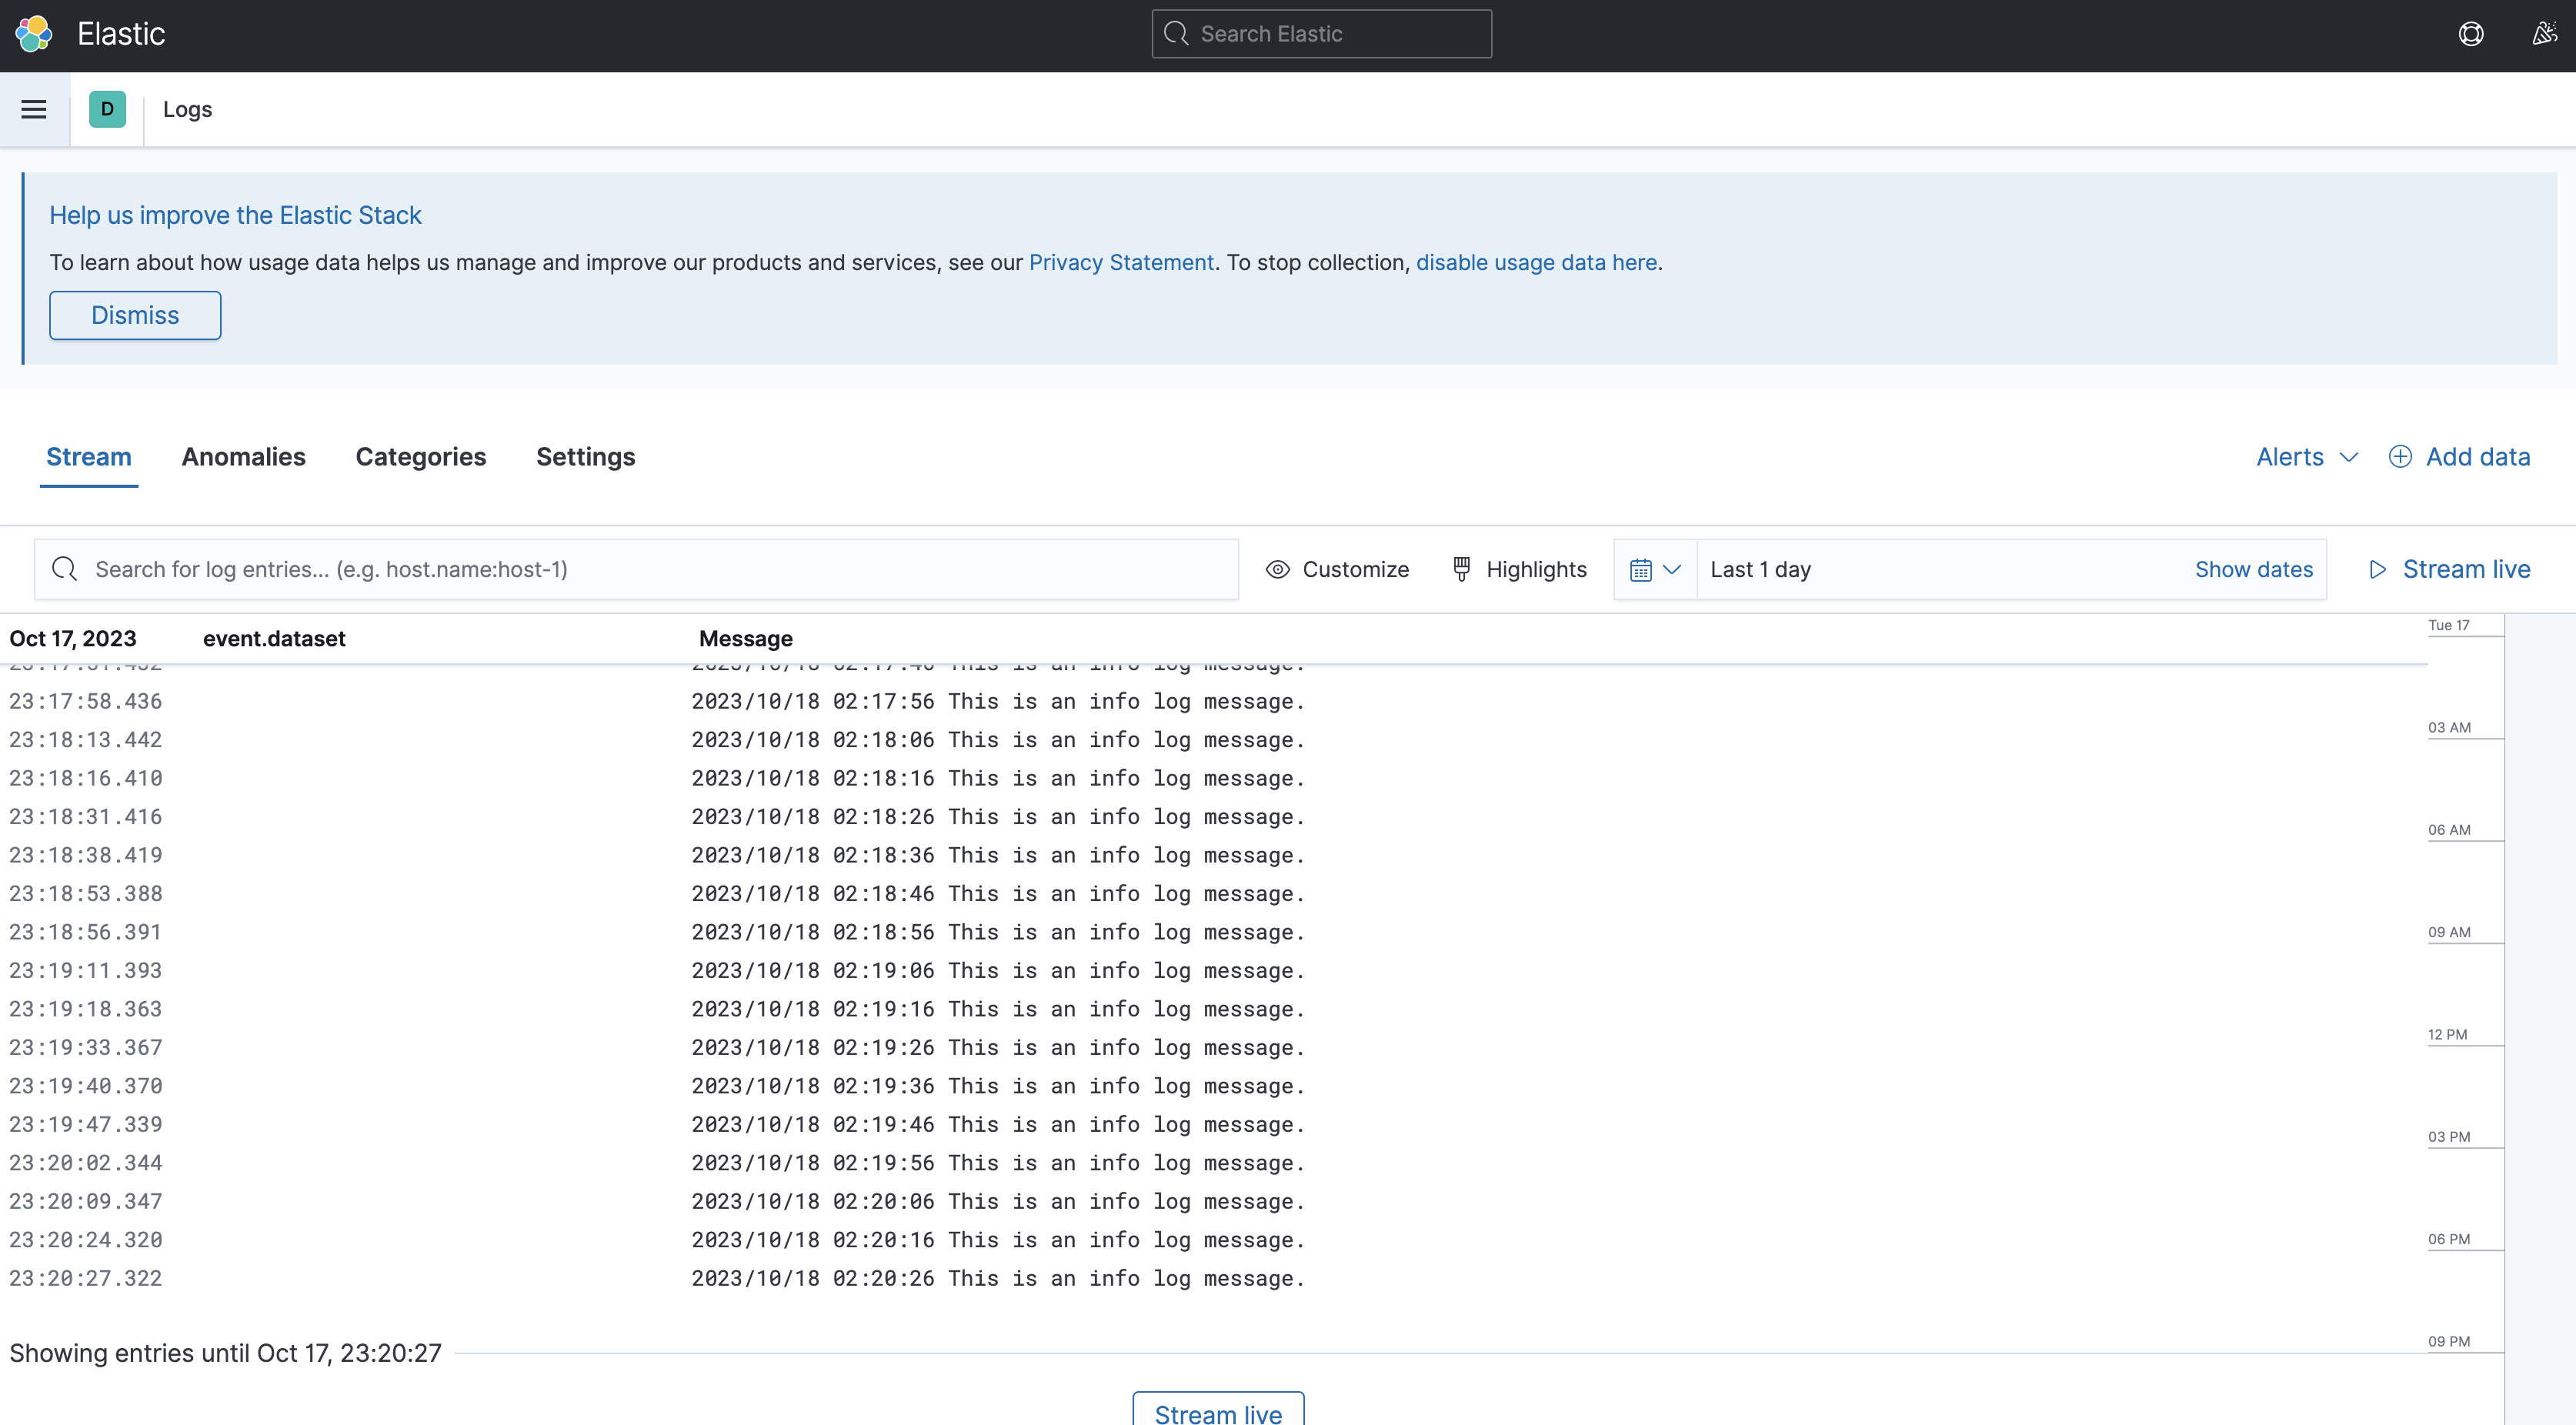 Elastic
Search Elastic
D
Logs
Help us improve the Elastic Stack
To learn about how usage data helps us manage and improve our products and services, see our Privacy Statement. To stop collection, disable usage data here.
Dismiss
Stream Anomalies Categories Settings
Alerts Add data
Search for log entries... (e.g. host.name:host-1)
Customize Highlights
Last 1 day Show dates
Stream live
Oct 17, 2023 event.dataset Message
This is an info log message.
23:17:58.436 2023/10/18 02:17:56 This is an info log message.
23:18:13.442 2023/10/18 02:18:06 This is an info log message.
23:18:16.410 2023/10/18 02:18:16 This is an info log message.
23:18:31.416 2023/10/18 02:18:26 This is an info log message.
23:18:38.419 2023/10/18 02:18:36 This is an info log message.
23:18:53.388 2023/10/18 02:18:46 This is an info log message.
23:18:56.391 2023/10/18 02:18:56 This is an info log message.
23:19:11.393 2023/10/18 02:19:06 This is an info log message.
23:19:18.363 2023/10/18 02:19:16 This is an info log message.
23:19:33.367 2023/10/18 02:19:26 This is an info log message.
23:19:40.370 2023/10/18 02:19:36 This is an info log message.
23:19:47.339 2023/10/18 02:19:46 This is an info log message.
23:20:02.344 2023/10/18 02:19:56 This is an info log message.
23:20:09.347 2023/10/18 02:20:06 This is an info log message.
23:20:24.320 2023/10/18 02:20:16 This is an info log message.
23:20:27.322 2023/10/18 02:20:26 This is an info log message.
Showing entries until Oct 17, 23:20:27
Stream live
Tue 17
03 AM
06 AM
09 AM
12 PM
03 PM
06 PM
09 PM